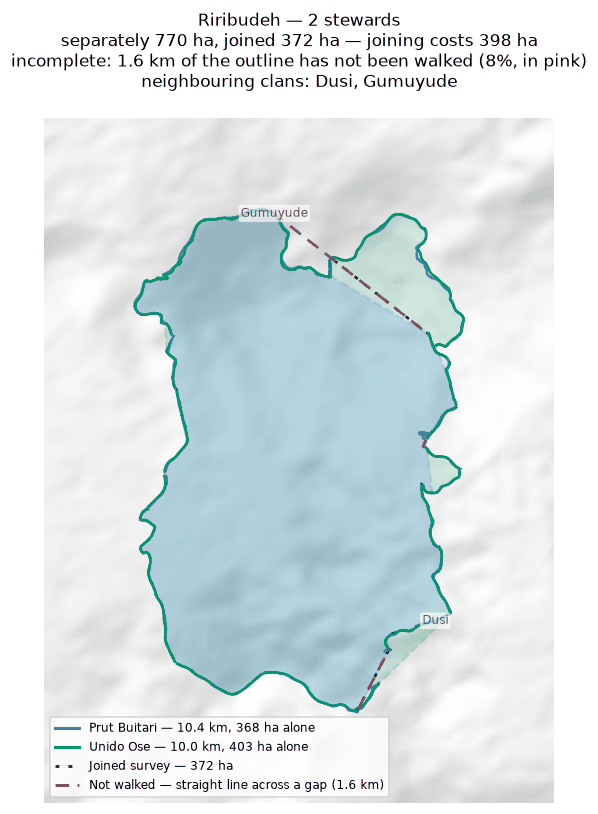 Riribudeh — 2 stewards
separately 770 ha, joined 372 ha — joining costs 398 ha
incomplete: 1.6 km of the outline has not been walked (8%, in pink)
neighbouring clans: Dusi, Gumuyude
Gumuyude
Dusi
Prut Buitari — 10.4 km, 368 ha alone
Unido Ose — 10.0 km, 403 ha alone
Joined survey — 372 ha
Not walked — straight line across a gap (1.6 km)